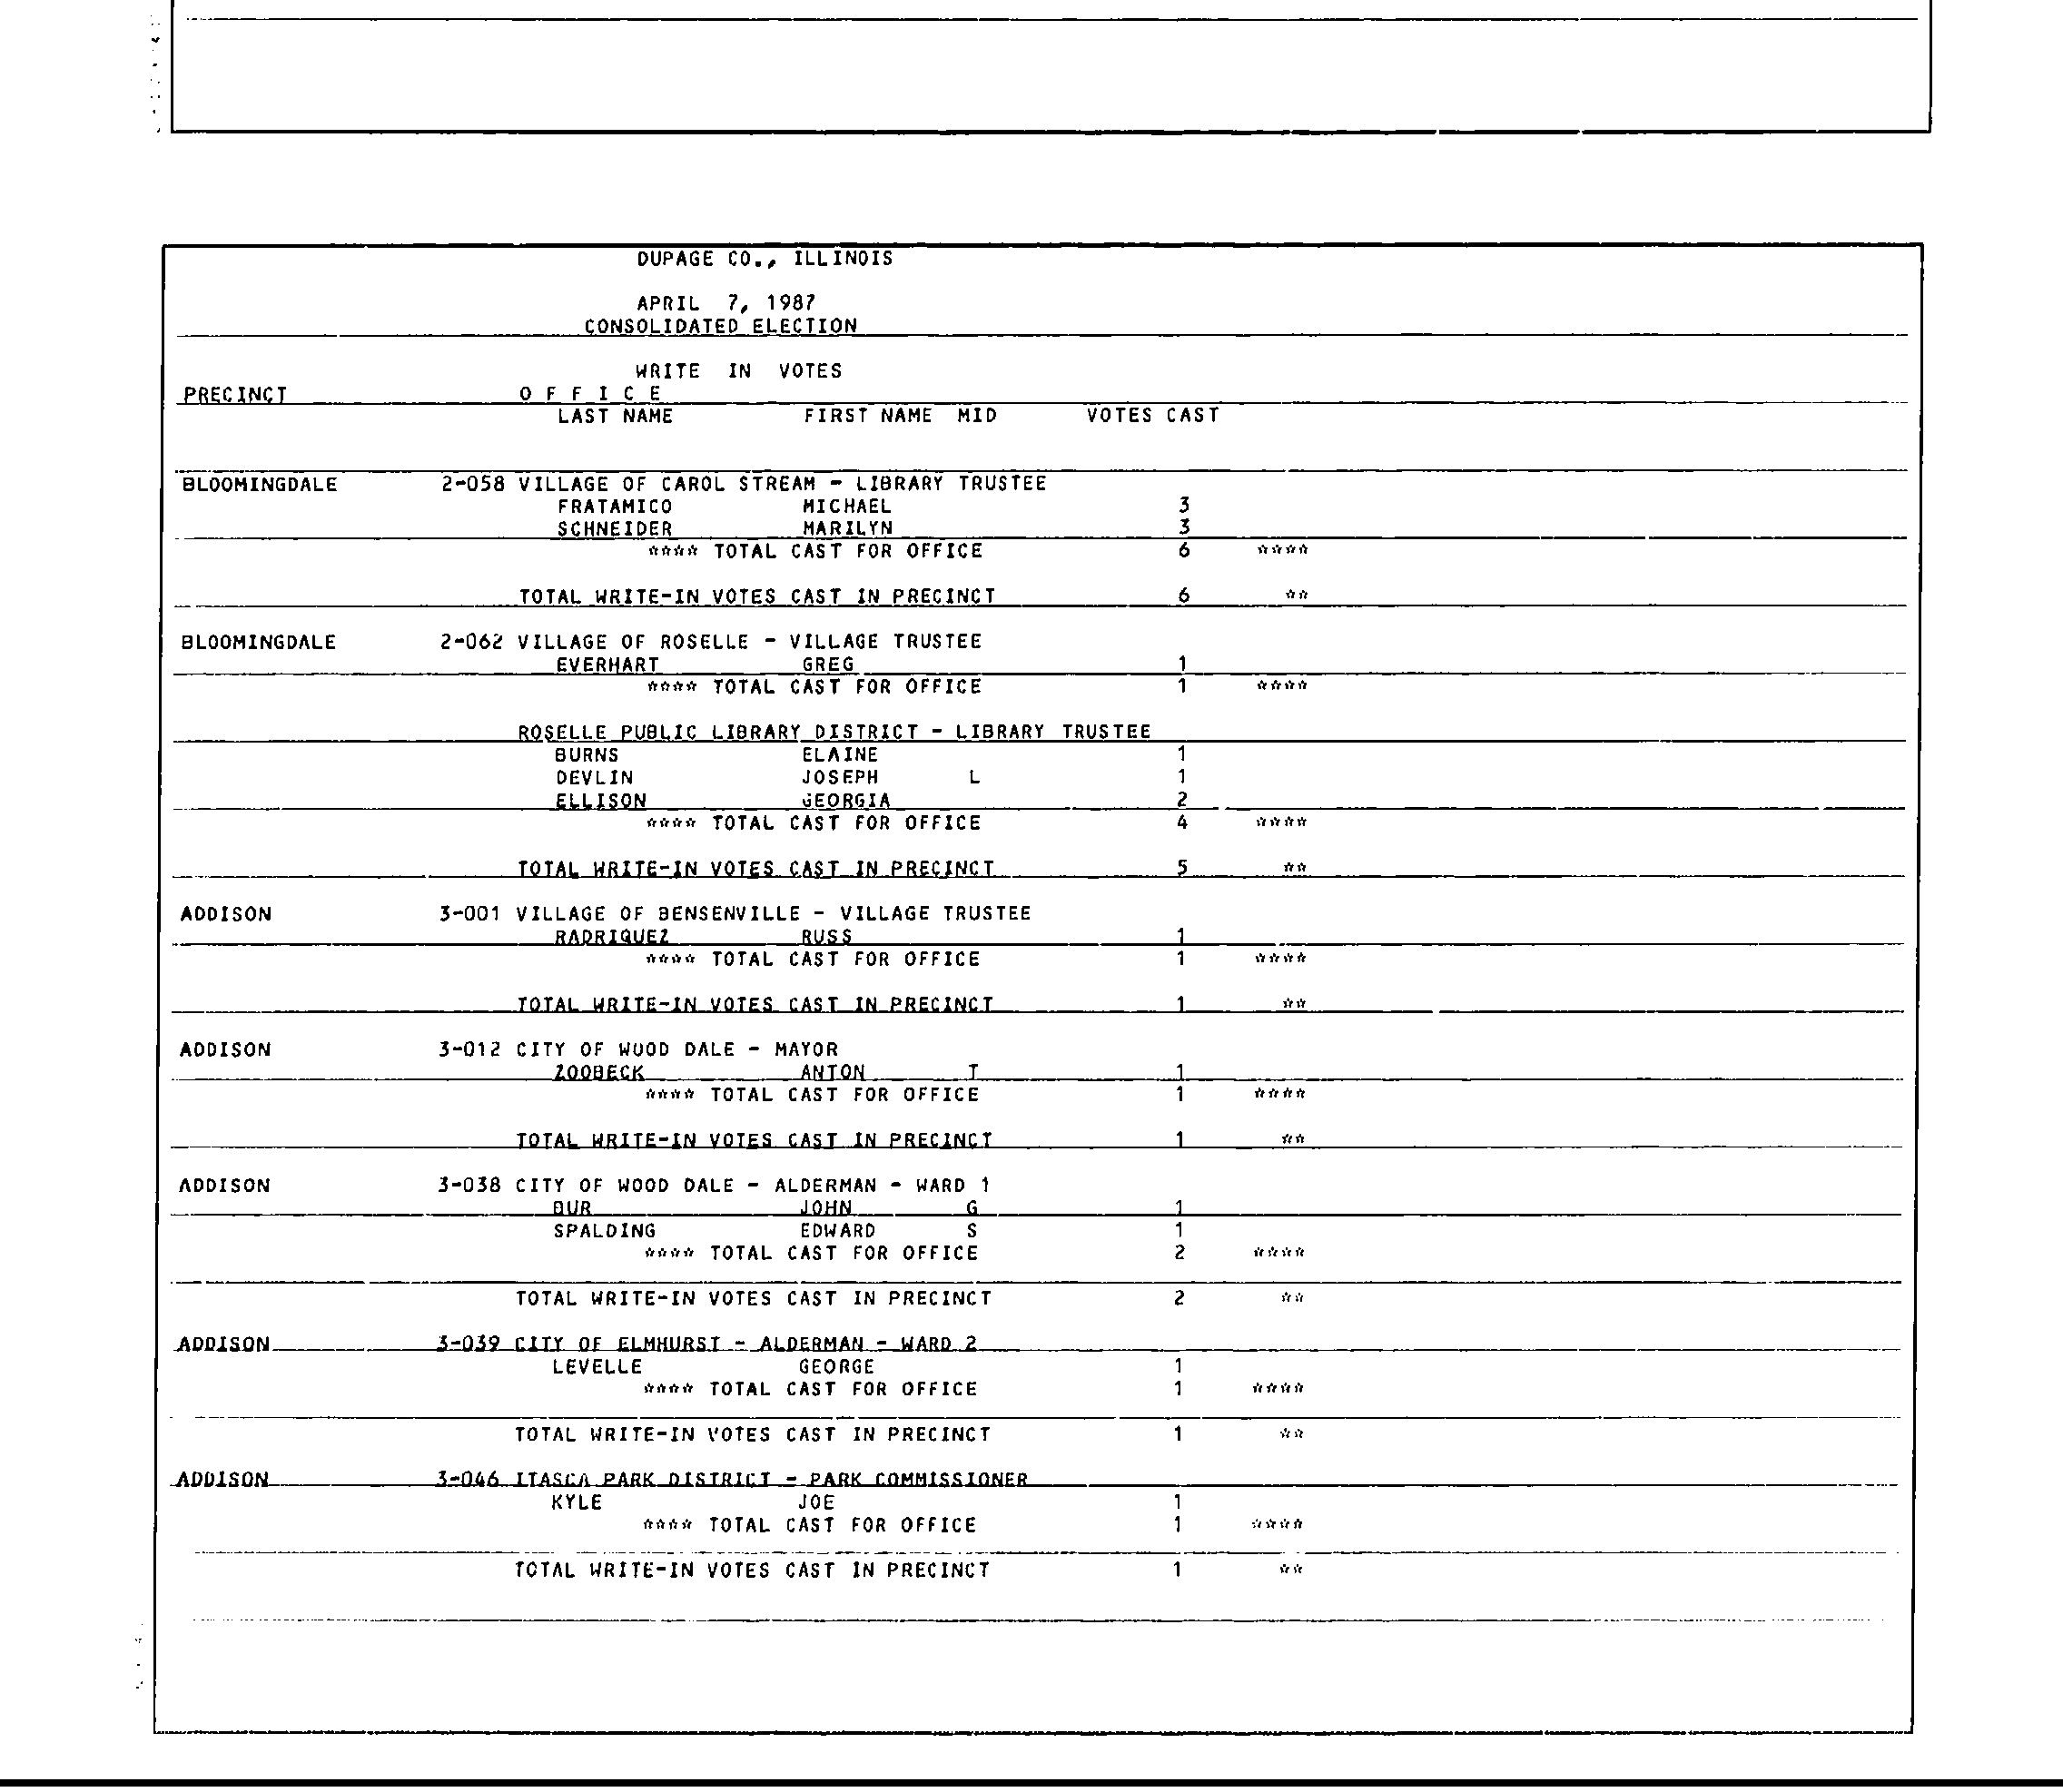 DUPAGE CO., ILLINOIS
APRIL 7, 1987
CONSOLIDATED ELECTION
WRITE IN VOTES
PRECINCT O F F I C E
LAST NAME FIRST NAME MID VOTES CAST
BLOOMINGDALE 2-058 VILLAGE OF CAROL STREAM - LIBRARY TRUSTEE
FRATAMICO MICHAEL 3
SCHNEIDER MARILYN 3
**** TOTAL CAST FOR OFFICE 6 ****
TOTAL WRITE-IN VOTES CAST IN PRECINCT 6 **
BLOOMINGDALE 2-062 VILLAGE OF ROSELLE - VILLAGE TRUSTEE
EVERHART GREG 1
**** TOTAL CAST FOR OFFICE 1 ****
ROSELLE PUBLIC LIBRARY DISTRICT - LIBRARY TRUSTEE
BURNS ELAINE 1
DEVLIN JOSEPH L 1
ELLISON GEORGIA 2
**** TOTAL CAST FOR OFFICE 4 ****
TOTAL WRITE-IN VOTES CAST IN PRECINCT 5 **
ADDISON 3-001 VILLAGE OF BENSENVILLE - VILLAGE TRUSTEE
RADRIQUEZ RUSS 1
**** TOTAL CAST FOR OFFICE 1 ****
TOTAL WRITE-IN VOTES CAST IN PRECINCT 1 **
ADDISON 3-012 CITY OF WOOD DALE - MAYOR
ZOOBECK ANTON T 1
**** TOTAL CAST FOR OFFICE 1 ****
TOTAL WRITE-IN VOTES CAST IN PRECINCT 1 **
ADDISON 3-038 CITY OF WOOD DALE - ALDERMAN - WARD 1
BUR JOHN G 1
SPALDING EDWARD S 1
**** TOTAL CAST FOR OFFICE 2 ****
TOTAL WRITE-IN VOTES CAST IN PRECINCT 2 **
ADDISON 3-039 CITY OF ELMHURST - ALDERMAN - WARD 2
LEVELLE GEORGE 1
**** TOTAL CAST FOR OFFICE 1 ****
TOTAL WRITE-IN VOTES CAST IN PRECINCT 1 **
ADDISON 3-046 ITASCA PARK DISTRICT - PARK COMMISSIONER
KYLE JOE 1
**** TOTAL CAST FOR OFFICE 1 ****
TOTAL WRITE-IN VOTES CAST IN PRECINCT 1 **